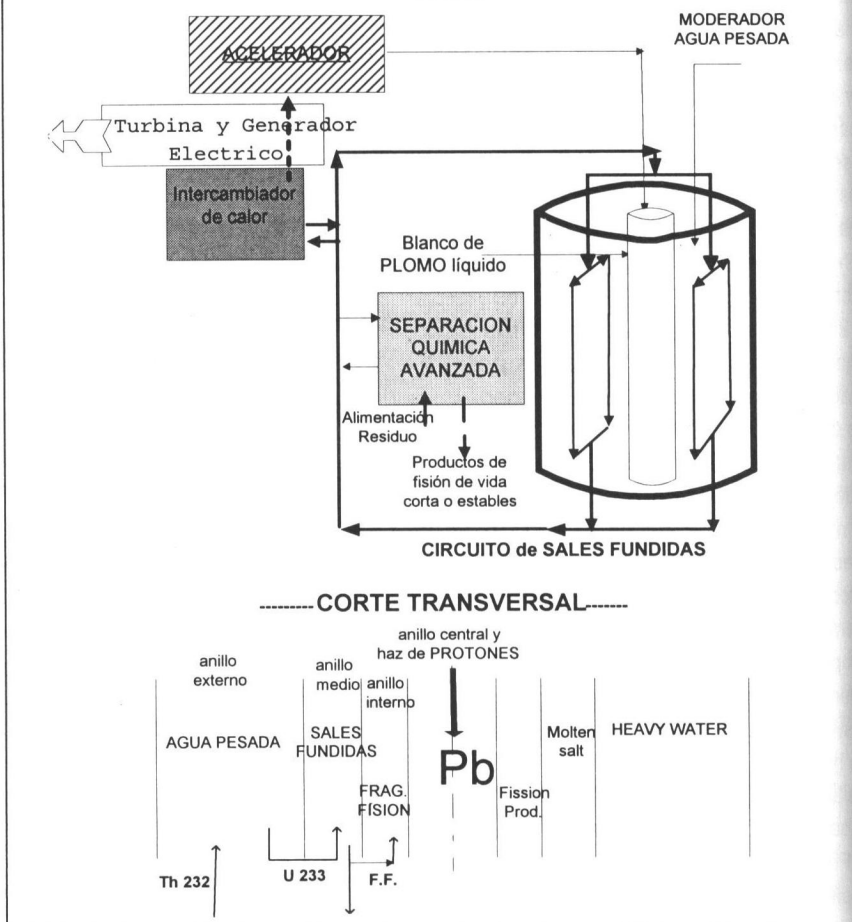 MODERADOR
AGUA PESADA
ACELERADOR
Turbina y Generador
Electrico
Intercambiador
de calor
Blanco de
PLOMO líquido
SEPARACION
QUIMICA
AVANZADA
Alimentación
Residuo
Productos de
fisión de vida
corta o estables
CIRCUITO de SALES FUNDIDAS
--------- CORTE TRANSVERSAL -------
anillo central y
haz de PROTONES
anillo
externo
anillo
medio
anillo
interno
AGUA PESADA
SALES
FUNDIDAS
FRAG.
FÍSION
Pb
Fission
Prod.
Molten
salt
HEAVY WATER
Th 232
U 233
F.F.